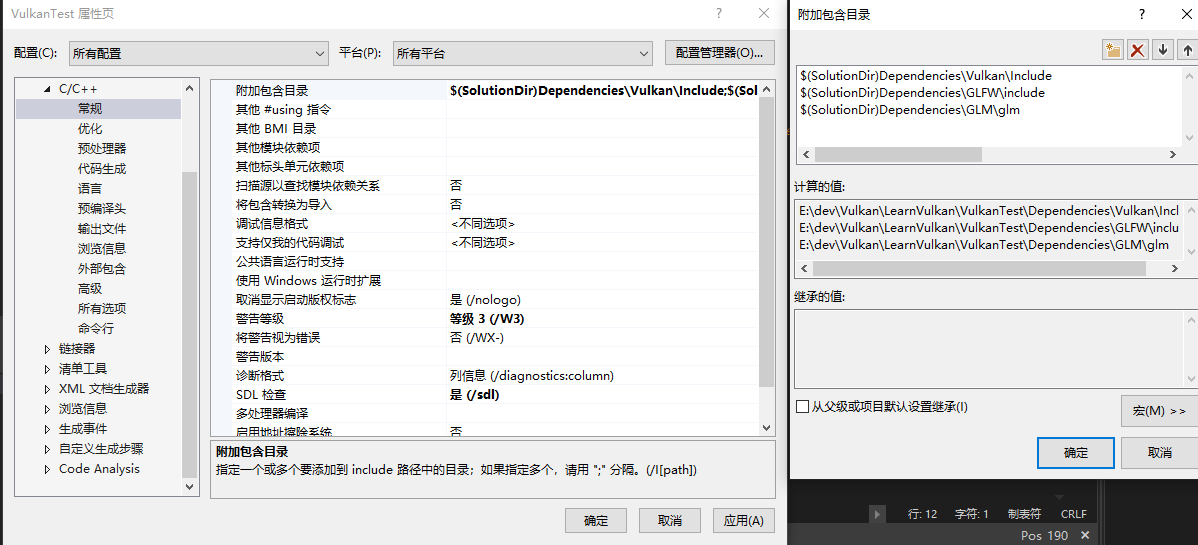 VulkanTest 属性页
配置(C): 所有配置 平台(P): 所有平台 配置管理器(O)...
C/C++
常规
优化
预处理器
代码生成
语言
预编译头
输出文件
浏览信息
外部包含
高级
所有选项
命令行
链接器
清单工具
XML 文档生成器
浏览信息
生成事件
自定义生成步骤
Code Analysis
附加包含目录 $(SolutionDir)Dependencies\Vulkan\Include;$(Sol
其他 #using 指令
其他 BMI 目录
其他模块依赖项
其他标头单元依赖项
扫描源以查找模块依赖关系 否
将包含转换为导入 否
调试信息格式 <不同选项>
支持仅我的代码调试 <不同选项>
公共语言运行时支持
使用 Windows 运行时扩展
取消显示启动版权标志 是 (/nologo)
警告等级 等级 3 (/W3)
将警告视为错误 否 (/WX-)
警告版本
诊断格式 列信息 (/diagnostics:column)
SDL 检查 是 (/sdl)
多处理器编译
启用地址擦除系统 否
附加包含目录
指定一个或多个要添加到 include 路径中的目录；如果指定多个，请用 ";" 分隔。(/I[path])
确定 取消 应用(A)
附加包含目录
$(SolutionDir)Dependencies\Vulkan\Include
$(SolutionDir)Dependencies\GLFW\include
$(SolutionDir)Dependencies\GLM\glm
计算的值:
E:\dev\Vulkan\LearnVulkan\VulkanTest\Dependencies\Vulkan\Incl
E:\dev\Vulkan\LearnVulkan\VulkanTest\Dependencies\GLFW\inclu
E:\dev\Vulkan\LearnVulkan\VulkanTest\Dependencies\GLM\glm
继承的值:
从父级或项目默认设置继承(I)
宏(M) >>
确定 取消
行: 12 字符: 1 制表符 CRLF
Pos 190